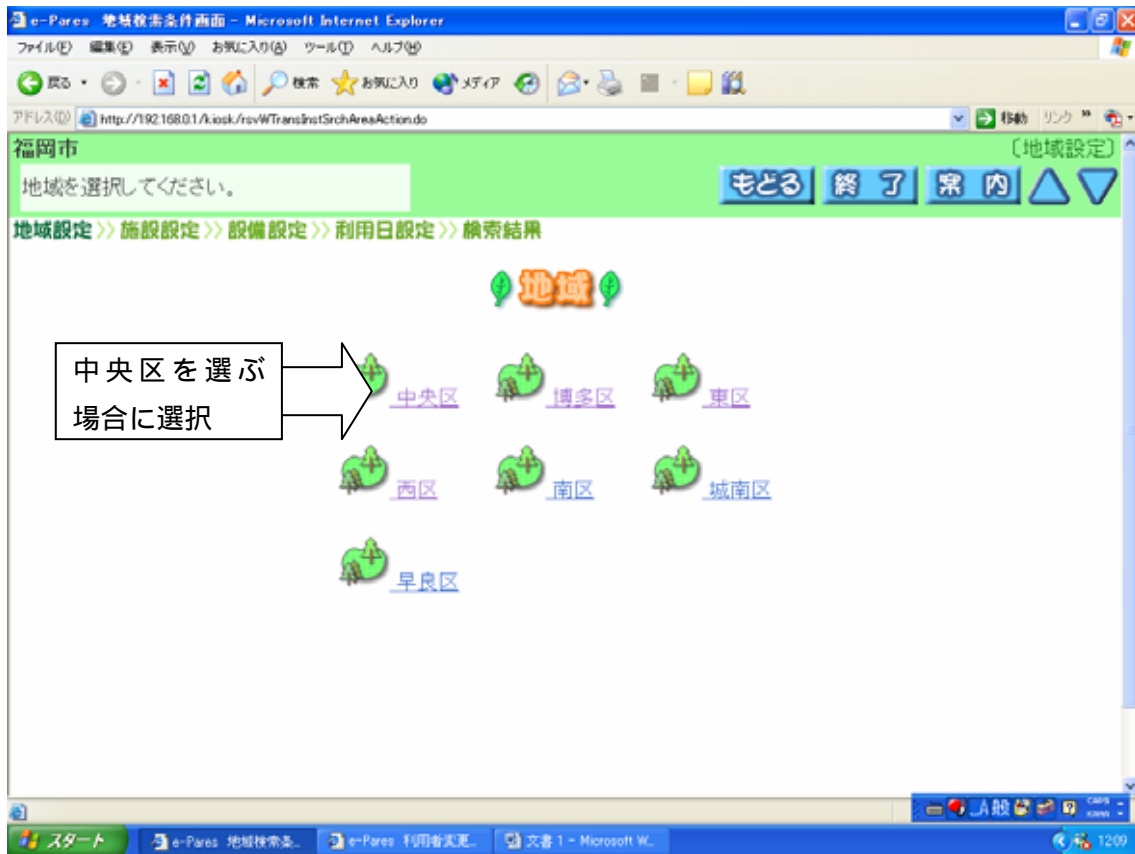 e-Pares 地域検索条件画面 - Microsoft Internet Explorer
ファイル(F) 編集(E) 表示(V) お気に入り(A) ツール(T) ヘルプ(H)
戻る 検索 お気に入り メディア
アドレス(D) http://192.168.0.1/kiosk/rsvWTransInstSrchAreaAction.do 移動 リンク »
福岡市 〔地域設定〕
地域を選択してください。 もどる 終 了 案 内
地域設定>>施設設定>>設備設定>>利用日設定>>検索結果
地域
中央区を選ぶ
場合に選択
中央区 博多区 東区
西区 南区 城南区
早良区
A 般 CAPS KANA
スタート e-Pares 地域検索条... e-Pares 利用者変更... 文書 1 - Microsoft W... 12:09